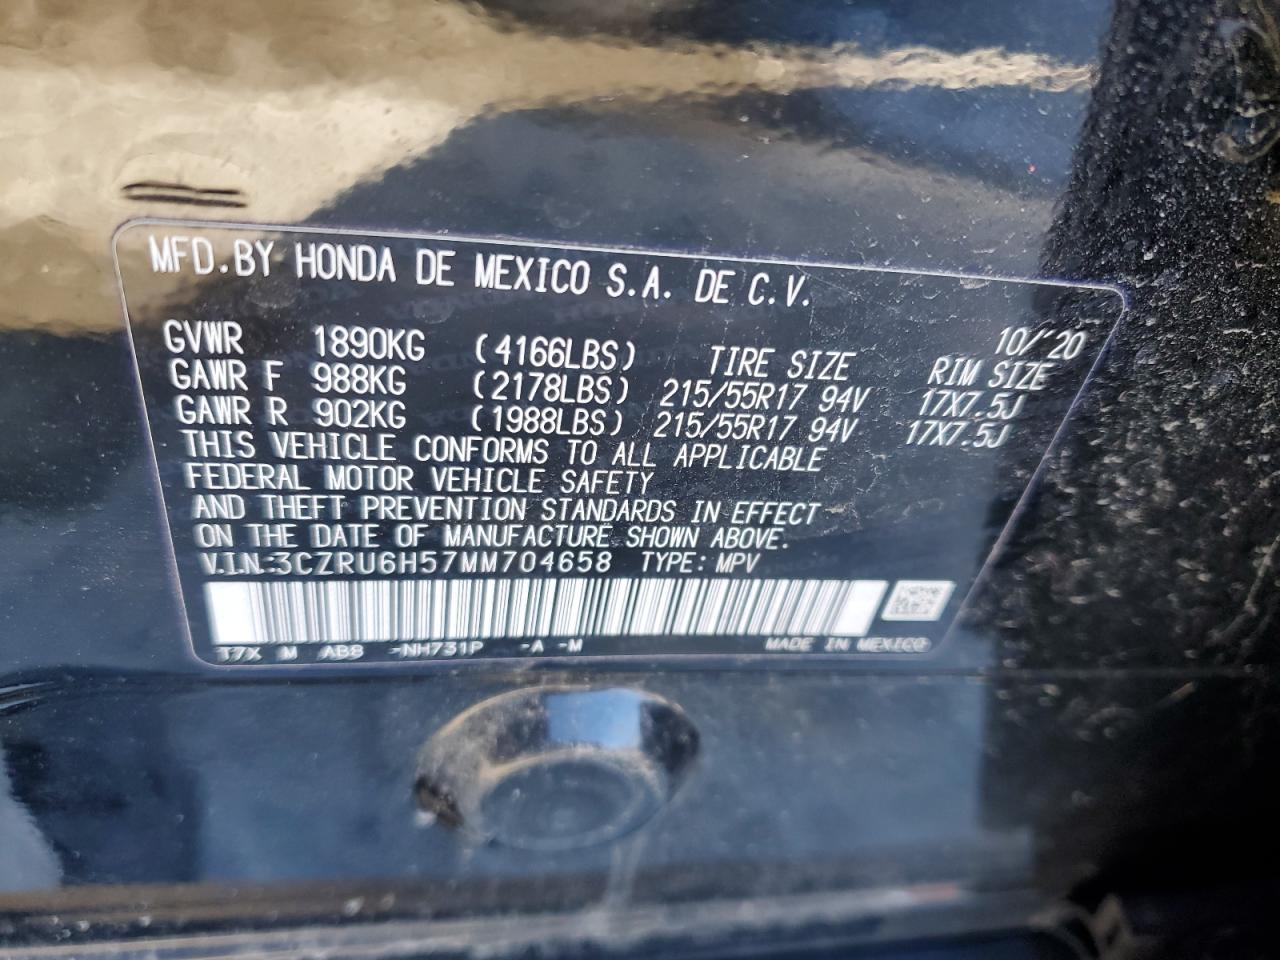 MFD.BY HONDA DE MEXICO S.A. DE C.V.
10/'20
GVWR 1890KG (4166LBS) TIRE SIZE RIM SIZE
GAWR F 988KG (2178LBS) 215/55R17 94V 17X7.5J
GAWR R 902KG (1988LBS) 215/55R17 94V 17X7.5J
THIS VEHICLE CONFORMS TO ALL APPLICABLE
FEDERAL MOTOR VEHICLE SAFETY
AND THEFT PREVENTION STANDARDS IN EFFECT
ON THE DATE OF MANUFACTURE SHOWN ABOVE.
V.I.N:3CZRU6H57MM704658 TYPE: MPV
T7X M AB8 -NH731P -A -M MADE IN MEXICO